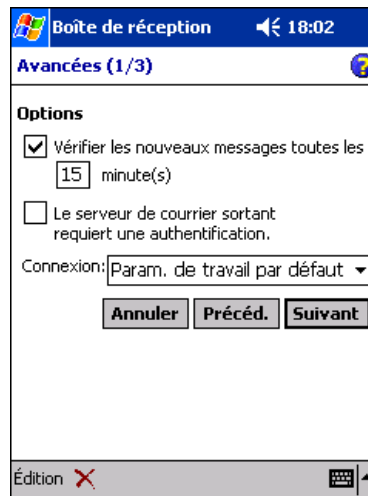 Boîte de réception 18:02
Avancées (1/3) ?
Options
Vérifier les nouveaux messages toutes les
15 minute(s)
Le serveur de courrier sortant
requiert une authentification.
Connexion: Param. de travail par défaut
Annuler Précéd. Suivant
Édition